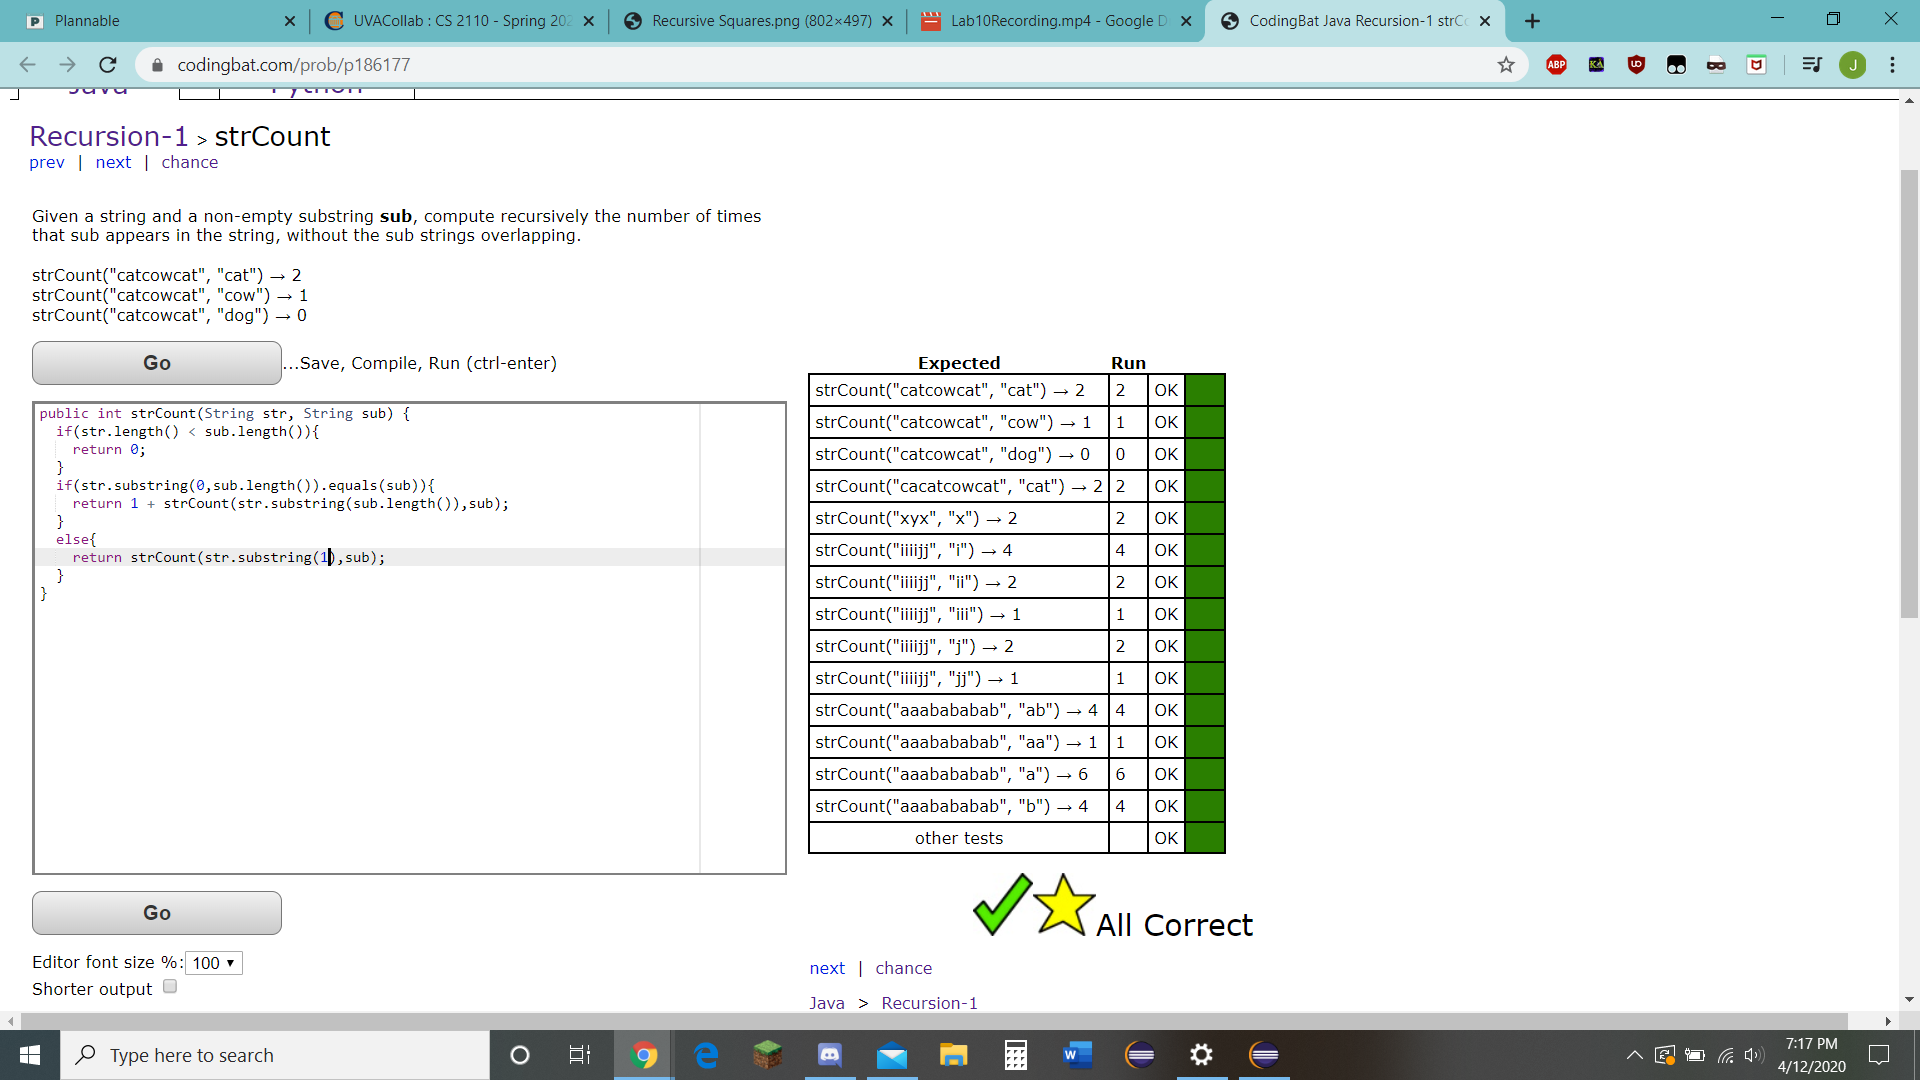 Plannable
UVACollab : CS 2110 - Spring 202
Recursive Squares.png (802×497)
Lab10Recording.mp4 - Google D
CodingBat Java Recursion-1 strCo
codingbat.com/prob/p186177
Java
Python
Recursion-1 > strCount
prev | next | chance
Given a string and a non-empty substring sub, compute recursively the number of times
that sub appears in the string, without the sub strings overlapping.
strCount("catcowcat", "cat") → 2
strCount("catcowcat", "cow") → 1
strCount("catcowcat", "dog") → 0
Go
...Save, Compile, Run (ctrl-enter)
public int strCount(String str, String sub) {
if(str.length() < sub.length()){
return 0;
}
if(str.substring(0,sub.length()).equals(sub)){
return 1 + strCount(str.substring(sub.length()),sub);
}
else{
return strCount(str.substring(1),sub);
}
}
Go
Editor font size %: 100
Shorter output
Expected Run
strCount("catcowcat", "cat") → 2 2 OK
strCount("catcowcat", "cow") → 1 1 OK
strCount("catcowcat", "dog") → 0 0 OK
strCount("cacatcowcat", "cat") → 2 2 OK
strCount("xyx", "x") → 2 2 OK
strCount("iiiijj", "i") → 4 4 OK
strCount("iiiijj", "ii") → 2 2 OK
strCount("iiiijj", "iii") → 1 1 OK
strCount("iiiijj", "j") → 2 2 OK
strCount("iiiijj", "jj") → 1 1 OK
strCount("aaabababab", "ab") → 4 4 OK
strCount("aaabababab", "aa") → 1 1 OK
strCount("aaabababab", "a") → 6 6 OK
strCount("aaabababab", "b") → 4 4 OK
other tests OK
All Correct
next | chance
Java > Recursion-1
Type here to search
7:17 PM
4/12/2020
ABP
KA
J